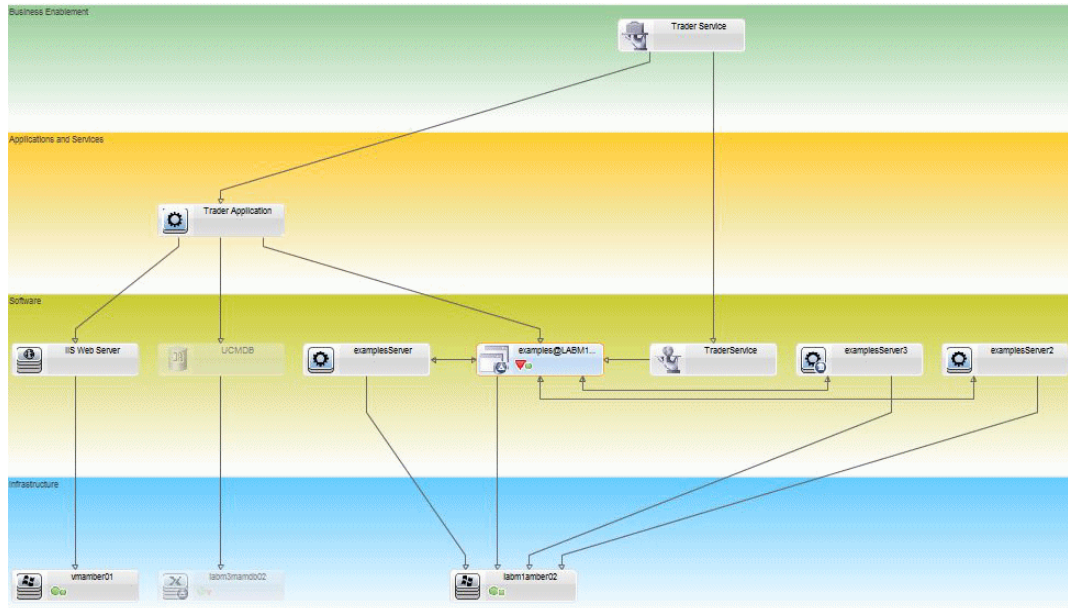 Business Enablement
Trader Service
Applications and Services
Trader Application
Software
IIS Web Server
UCMDB
examplesServer
examples@LABM1...
TraderService
examplesServer3
examplesServer2
Infrastructure
vmamber01
labm3mamdb02
labm1amber02